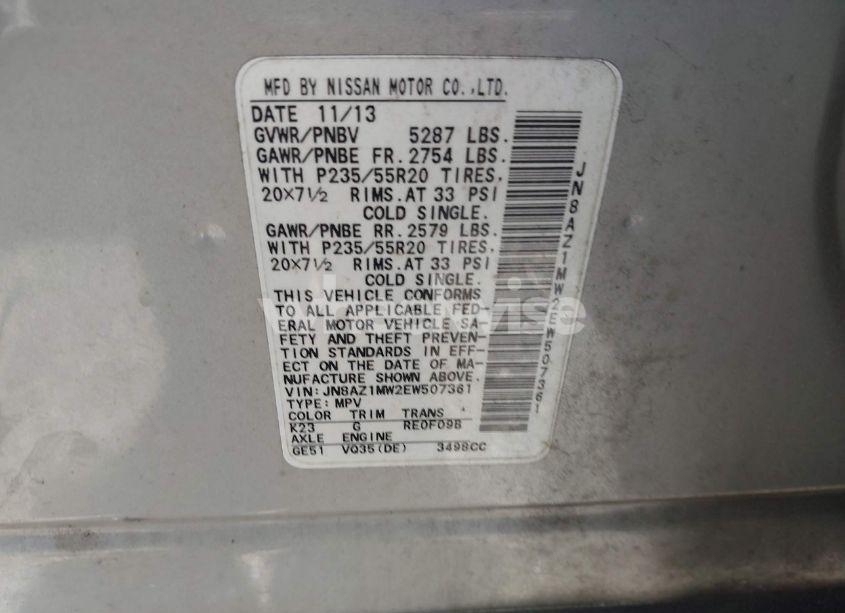 MFD BY NISSAN MOTOR CO.,LTD.
DATE 11/13
GVWR/PNBV 5287 LBS.
GAWR/PNBE FR. 2754 LBS.
WITH P235/55R20 TIRES.
20×7½ RIMS.AT 33 PSI
COLD SINGLE.
GAWR/PNBE RR. 2579 LBS.
WITH P235/55R20 TIRES.
20×7½ RIMS.AT 33 PSI
COLD SINGLE.
THIS VEHICLE CONFORMS
TO ALL APPLICABLE FED-
ERAL MOTOR VEHICLE SA-
FETY AND THEFT PREVEN-
TION STANDARDS IN EFF-
ECT ON THE DATE OF MA-
NUFACTURE SHOWN ABOVE.
VIN: JN8AZ1MW2EW507361
TYPE: MPV
COLOR TRIM TRANS
K23 G RE0F09B
AXLE ENGINE
GE51 VQ35(DE) 3498CC
JN8AZ1MW2EW507361